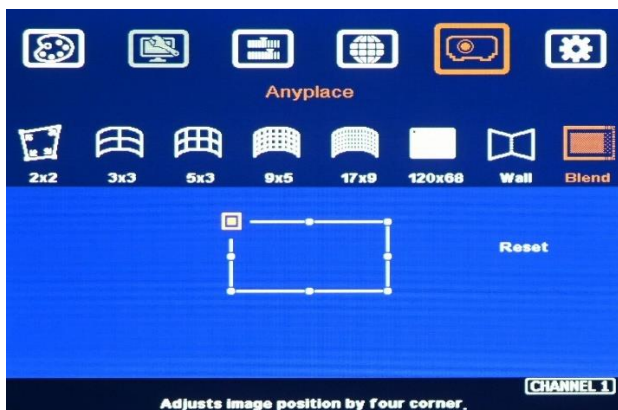 Anyplace
2x2 3x3 5x3 9x5 17x9 120x68 Wall Blend
Reset
CHANNEL 1
Adjusts image position by four corner.